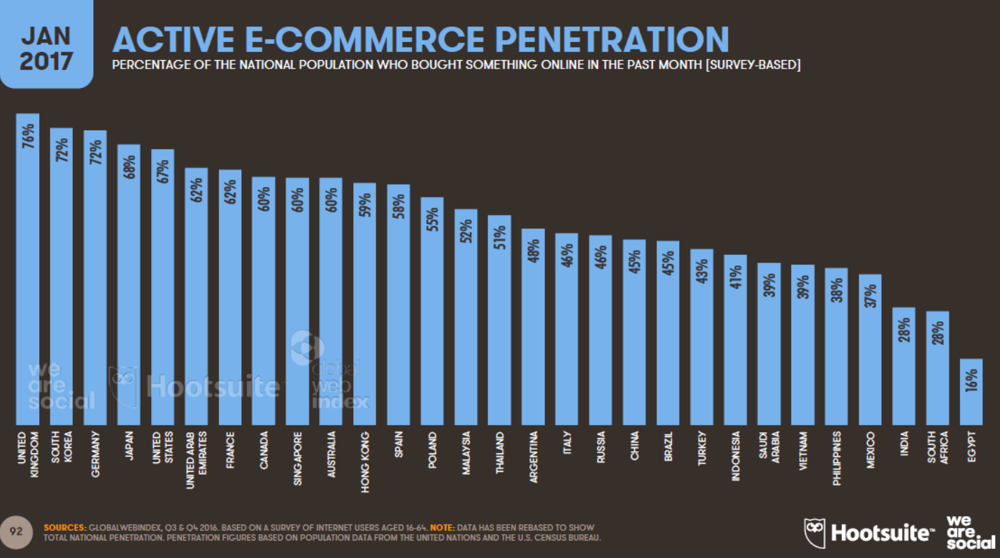 JAN
2017
ACTIVE E-COMMERCE PENETRATION
PERCENTAGE OF THE NATIONAL POPULATION WHO BOUGHT SOMETHING ONLINE IN THE PAST MONTH [SURVEY-BASED]
76%
72%
72%
68%
67%
62%
62%
60%
60%
60%
59%
58%
55%
52%
51%
48%
46%
46%
45%
45%
43%
41%
39%
39%
38%
37%
28%
28%
16%
we
are.
social
Hootsuite™
global
web
index
UNITED
KINGDOM
SOUTH
KOREA
GERMANY
JAPAN
UNITED
STATES
UNITED ARAB
EMIRATES
FRANCE
CANADA
SINGAPORE
AUSTRALIA
HONG KONG
SPAIN
POLAND
MALAYSIA
THAILAND
ARGENTINA
ITALY
RUSSIA
CHINA
BRAZIL
TURKEY
INDONESIA
SAUDI
ARABIA
VIETNAM
PHILIPPINES
MEXICO
INDIA
SOUTH
AFRICA
EGYPT
92
SOURCES: GLOBALWEBINDEX, Q3 & Q4 2016. BASED ON A SURVEY OF INTERNET USERS AGED 16-64. NOTE: DATA HAS BEEN REBASED TO SHOW
TOTAL NATIONAL PENETRATION. PENETRATION FIGURES BASED ON POPULATION DATA FROM THE UNITED NATIONS AND THE U.S. CENSUS BUREAU.
Hootsuite™
we
are.
social